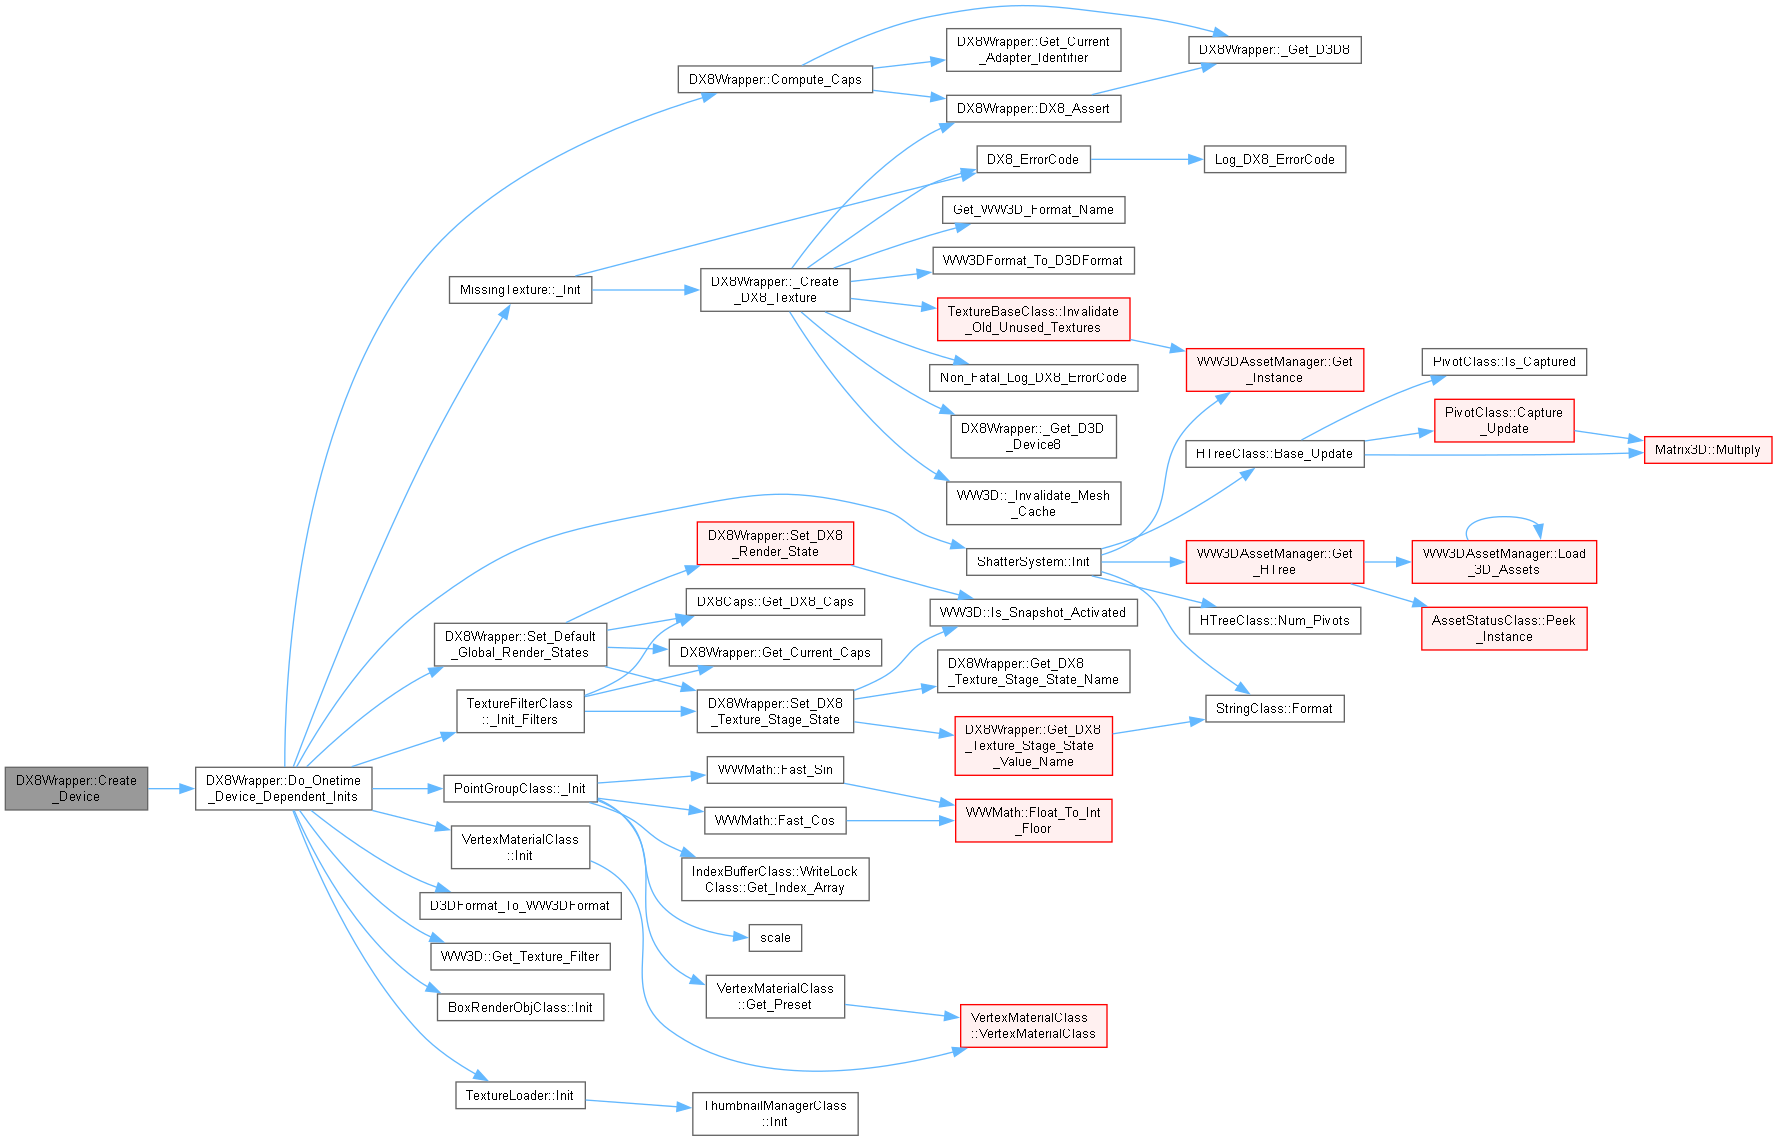 DX8Wrapper::Create
_Device
DX8Wrapper::Do_Onetime
_Device_Dependent_Inits
DX8Wrapper::Compute_Caps
DX8Wrapper::Get_Current
_Adapter_Identifier
DX8Wrapper::_Get_D3D8
DX8Wrapper::DX8_Assert
DX8_ErrorCode
Log_DX8_ErrorCode
Get_WW3D_Format_Name
WW3DFormat_To_D3DFormat
MissingTexture::_Init
DX8Wrapper::_Create
_DX8_Texture
TextureBaseClass::Invalidate
_Old_Unused_Textures
Non_Fatal_Log_DX8_ErrorCode
DX8Wrapper::_Get_D3D
_Device8
WW3D::_Invalidate_Mesh
_Cache
WW3DAssetManager::Get
_Instance
PivotClass::Is_Captured
PivotClass::Capture
_Update
HTreeClass::Base_Update
Matrix3D::Multiply
ShatterSystem::Init
WW3DAssetManager::Get
_HTree
WW3DAssetManager::Load
_3D_Assets
HTreeClass::Num_Pivots
AssetStatusClass::Peek
_Instance
StringClass::Format
DX8Wrapper::Set_DX8
_Render_State
DX8Caps::Get_DX8_Caps
WW3D::Is_Snapshot_Activated
DX8Wrapper::Set_Default
_Global_Render_States
DX8Wrapper::Get_Current_Caps
DX8Wrapper::Get_DX8
_Texture_Stage_State_Name
TextureFilterClass
::_Init_Filters
DX8Wrapper::Set_DX8
_Texture_Stage_State
DX8Wrapper::Get_DX8
_Texture_Stage_State
_Value_Name
PointGroupClass::_Init
WWMath::Fast_Sin
WWMath::Fast_Cos
WWMath::Float_To_Int
_Floor
VertexMaterialClass
::Init
IndexBufferClass::WriteLock
Class::Get_Index_Array
D3DFormat_To_WW3DFormat
scale
WW3D::Get_Texture_Filter
VertexMaterialClass
::Get_Preset
BoxRenderObjClass::Init
VertexMaterialClass
::VertexMaterialClass
TextureLoader::Init
ThumbnailManagerClass
::Init